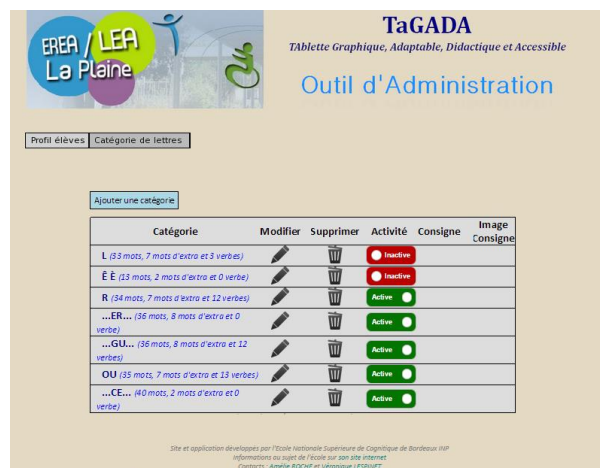 EREA / LEA
La Plaine
TaGADA
TAblette Graphique, Adaptable, Didactique et Accessible
Outil d'Administration
Profil élèves Catégorie de lettres
Ajouter une catégorie
Catégorie Modifier Supprimer Activité Consigne Image
Consigne
L (33 mots, 7 mots d'extra et 3 verbes) Inactive
Ê È (13 mots, 2 mots d'extra et 0 verbe) Inactive
R (34 mots, 7 mots d'extra et 12 verbes) Active
...ER... (36 mots, 8 mots d'extra et 0
verbe) Active
...GU... (36 mots, 8 mots d'extra et 12
verbes) Active
OU (35 mots, 7 mots d'extra et 13 verbes) Active
...CE... (40 mots, 2 mots d'extra et 0
verbe) Active
Site et application développés par l'Ecole Nationale Superieure de Cognitique de Bordeaux INP
Informations au sujet de l'école sur son site internet
Contacts : Amélie ROCHE et Véronique LESPINET